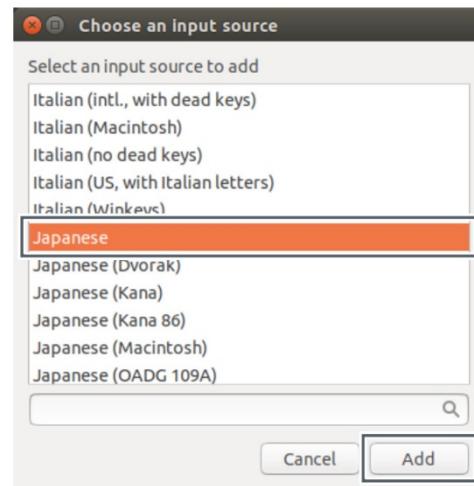 Choose an input source
Select an input source to add
Italian (intl., with dead keys)
Italian (Macintosh)
Italian (no dead keys)
Italian (US, with Italian letters)
Italian (Winkeys)
Japanese
Japanese (Dvorak)
Japanese (Kana)
Japanese (Kana 86)
Japanese (Macintosh)
Japanese (OADG 109A)
Cancel Add